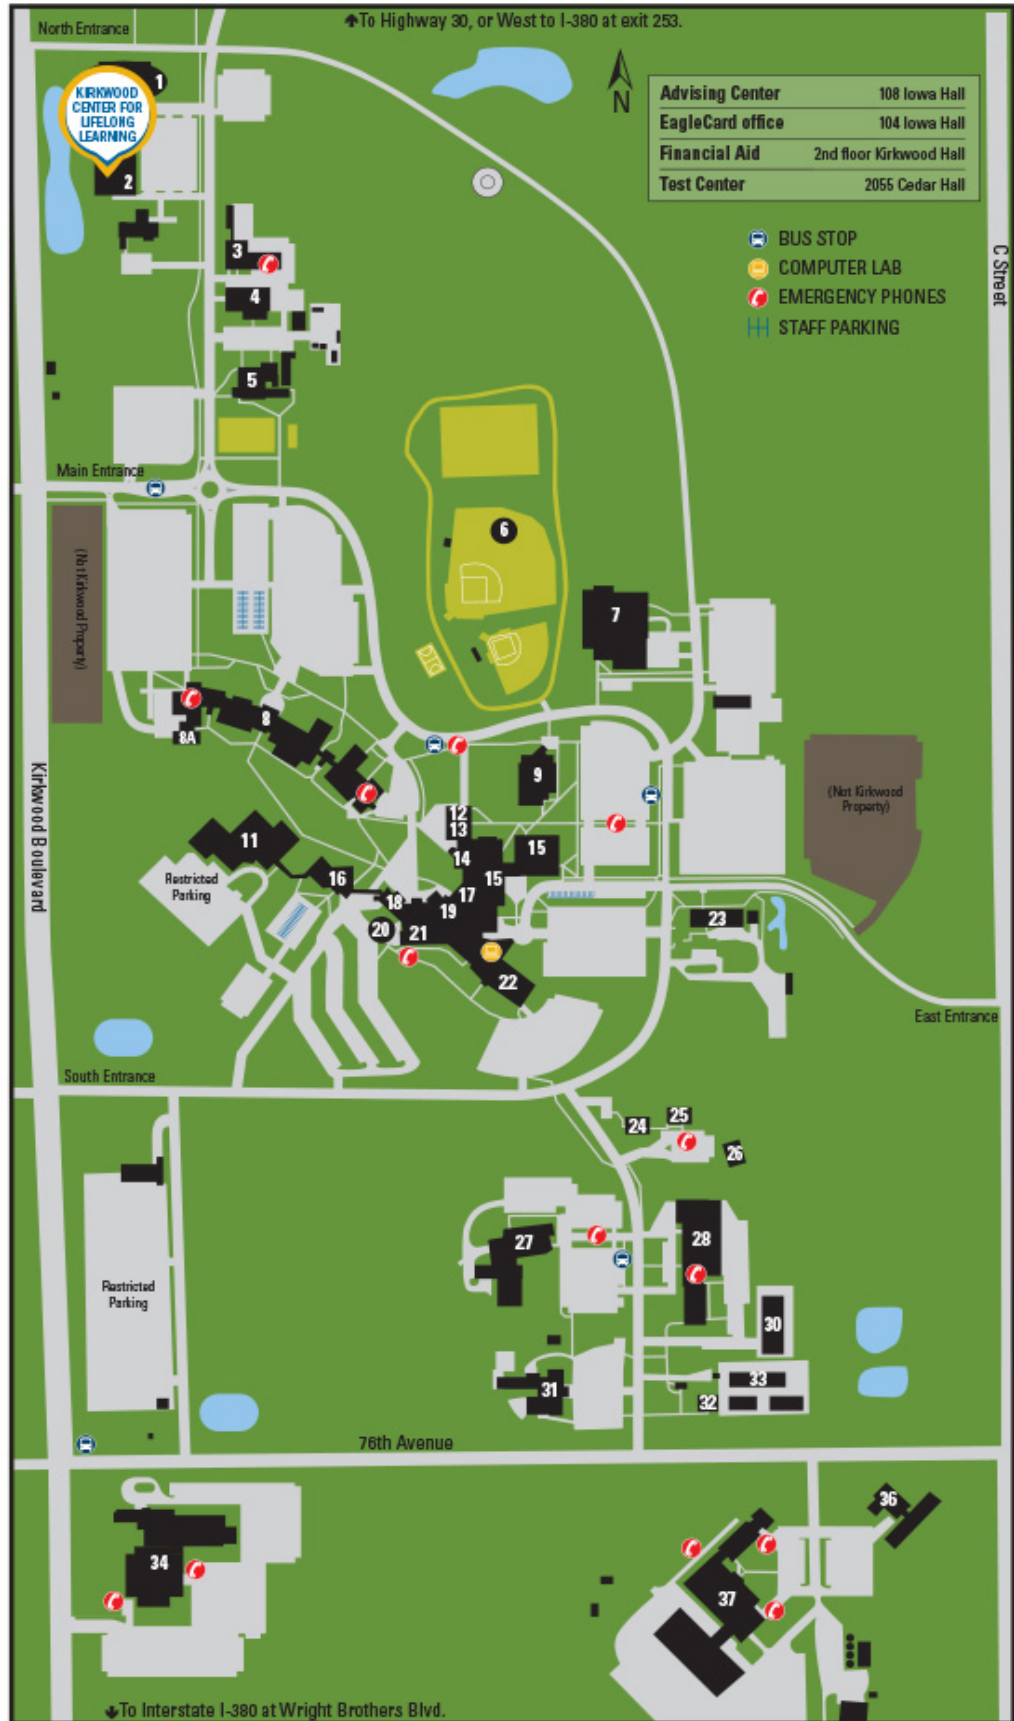 To Highway 30, or West to I-380 at exit 253.
North Entrance
KIRKWOOD
CENTER FOR
LIFELONG
LEARNING
1
2
N
Advising Center 108 Iowa Hall
EagleCard office 104 Iowa Hall
Financial Aid 2nd floor Kirkwood Hall
Test Center 2055 Cedar Hall
BUS STOP
COMPUTER LAB
EMERGENCY PHONES
STAFF PARKING
C Street
3
4
5
Main Entrance
6
(Not Kirkwood Property)
7
8
8A
9
Kirkwood Boulevard
(Not Kirkwood
Property)
12
13
11
14
15
15
16
17
18
19
Restricted
Parking
20
21
22
23
East Entrance
South Entrance
24
25
26
27
28
Restricted
Parking
30
31
32
33
76th Avenue
34
36
37
To Interstate I-380 at Wright Brothers Blvd.